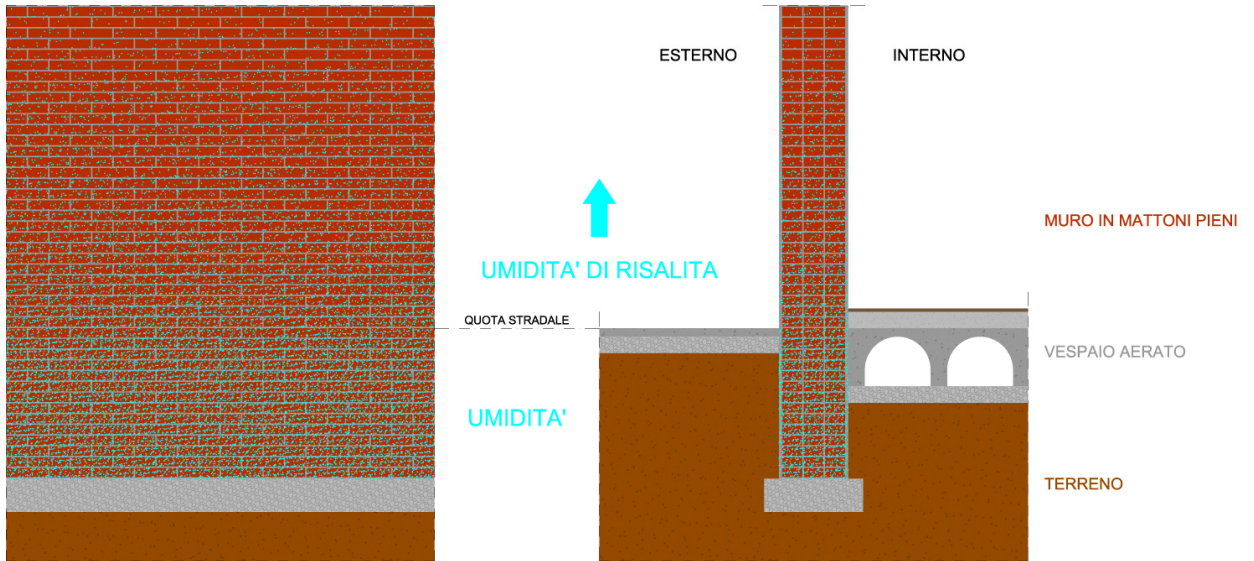 ESTERNO
INTERNO
MURO IN MATTONI PIENI
UMIDITA' DI RISALITA
QUOTA STRADALE
VESPAIO AERATO
UMIDITA'
TERRENO